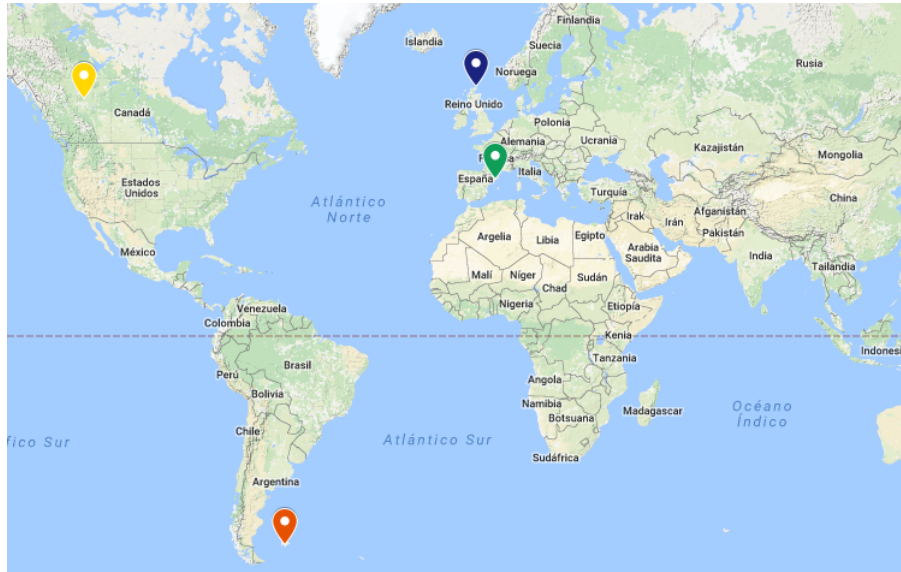 Finlandia
Islandia
Suecia
Rusia
Noruega
Reino Unido
Canadá
Polonia
Alemania
Ucrania
Kazajistán
Mongolia
Italia
España
Estados
Unidos
Turquía
China
Atlántico
Norte
Irak
Irán
Afganistán
Pakistán
Argelia
Libia
Egipto
Arabia
Saudita
México
India
Tailandia
Malí
Níger
Sudán
Chad
Nigeria
Etiopía
Venezuela
Colombia
Kenia
Indones
Tanzania
Perú
Brasil
Angola
Bolivia
Namibia
Botsuana
Madagascar
Océano
Índico
Chile
fico Sur
Atlántico Sur
Sudáfrica
Argentina